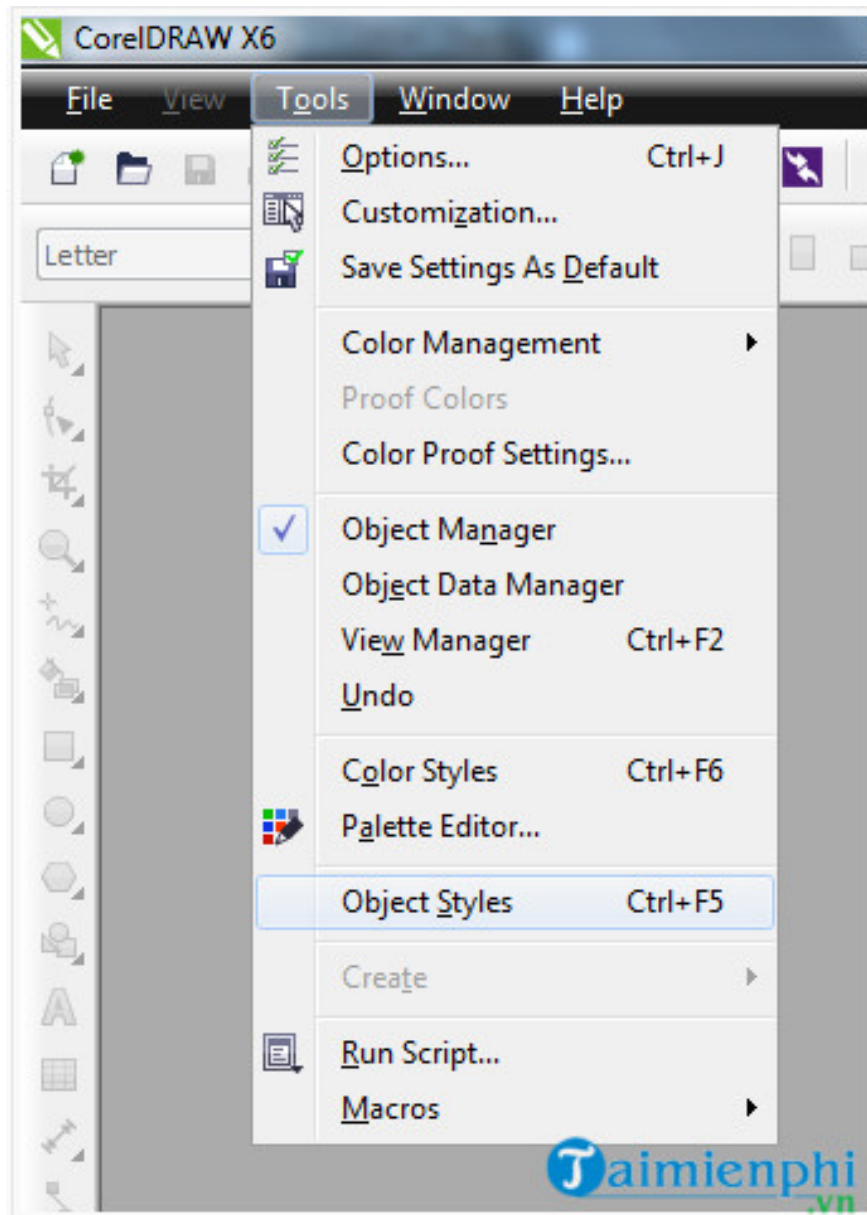 CorelDRAW X6
File View Tools Window Help
Options... Ctrl+J
Customization...
Save Settings As Default
Letter
Color Management
Proof Colors
Color Proof Settings...
Object Manager
Object Data Manager
View Manager Ctrl+F2
Undo
Color Styles Ctrl+F6
Palette Editor...
Object Styles Ctrl+F5
Create
Run Script...
Macros
Taimienphi
.vn